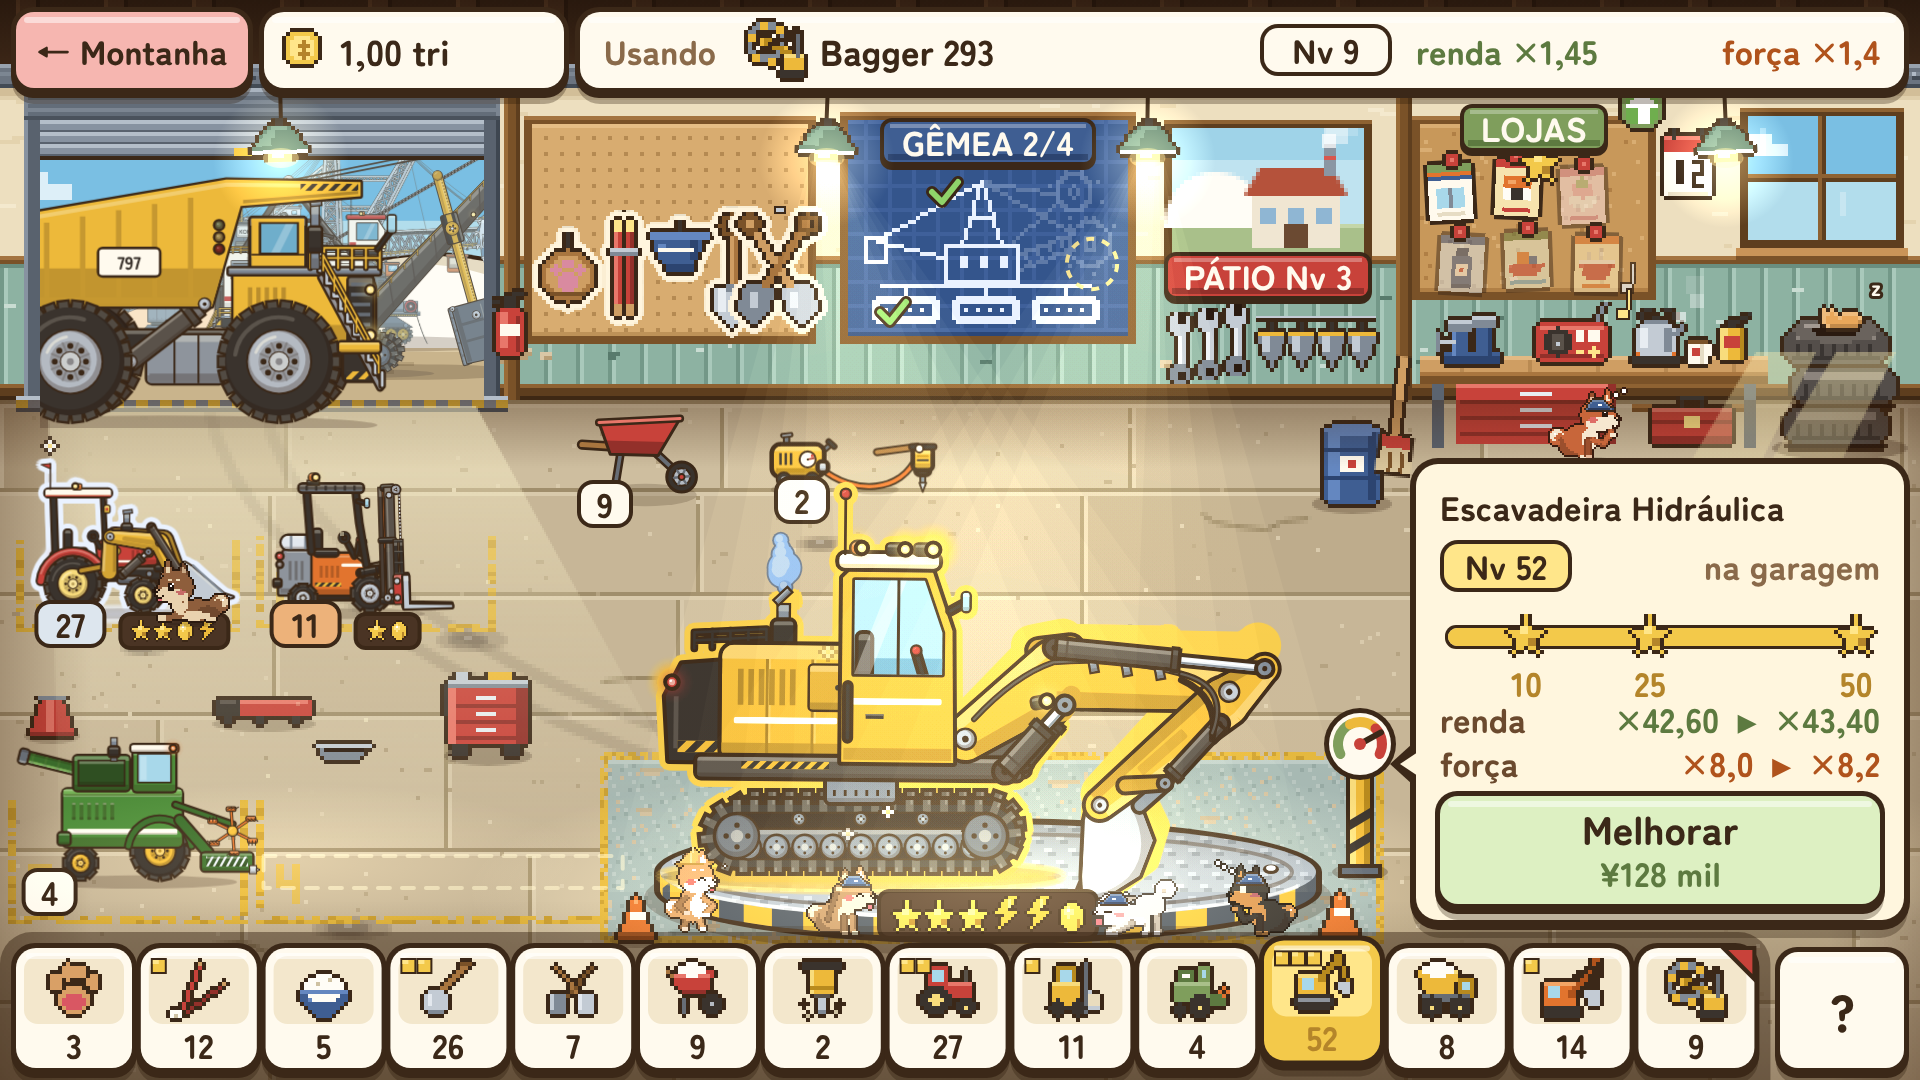 ← Montanha
1,00 tri
Usando
Bagger 293
Nv 9
renda ×1,45
força ×1,4
GÊMEA 2/4
LOJAS
12
797
PÁTIO Nv 3
z
9
2
27
11
4
4
Escavadeira Hidráulica
Nv 52
na garagem
10
25
50
renda
×42,60 ► ×43,40
força
×8,0 ► ×8,2
Melhorar
¥128 mil
3
12
5
26
7
9
2
27
11
4
52
8
14
9
?